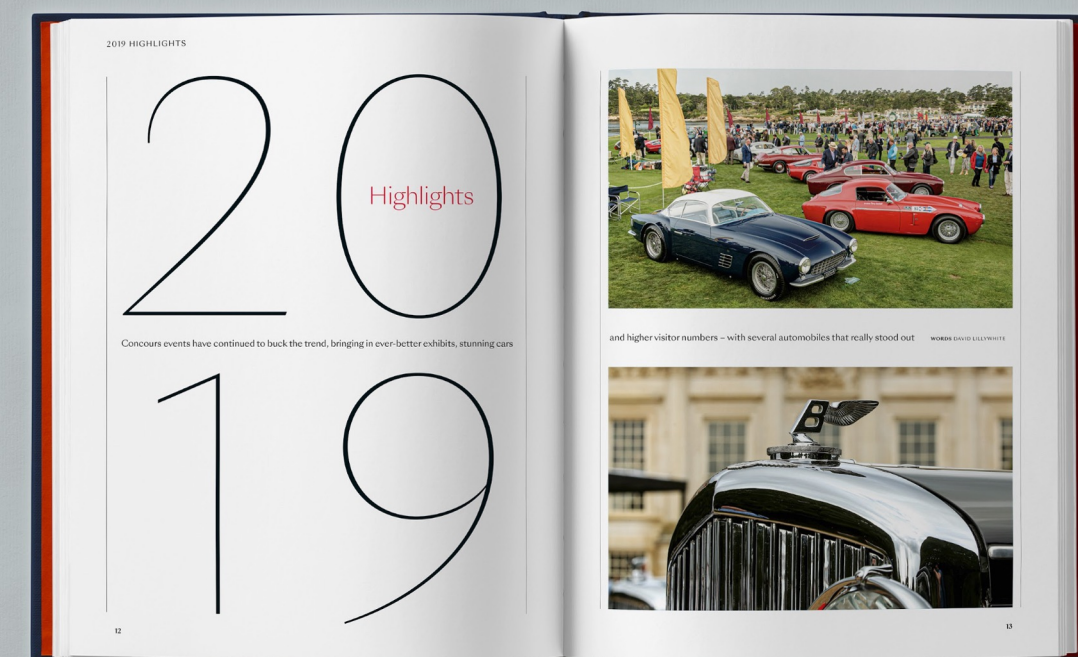 2019 HIGHLIGHTS
20
Highlights
Concours events have continued to buck the trend, bringing in ever-better exhibits, stunning cars
19
12
and higher visitor numbers – with several automobiles that really stood out
WORDS DAVID LILLYWHITE
B
13